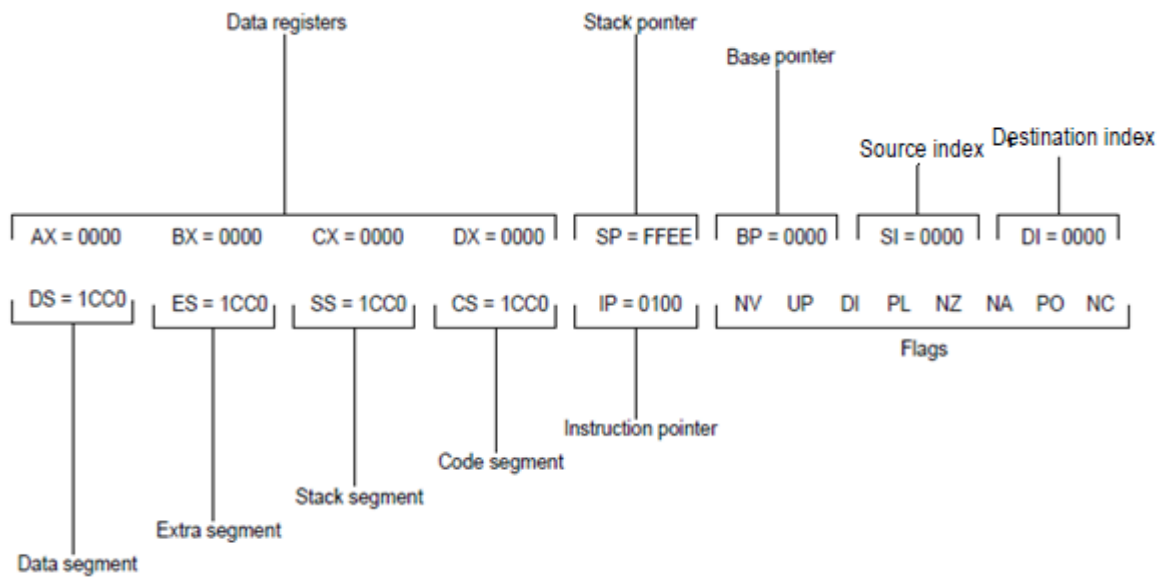 Data registers
Stack pointer
Base pointer
Source index
Destination index
AX = 0000 BX = 0000 CX = 0000 DX = 0000 SP = FFEE BP = 0000 SI = 0000 DI = 0000
DS = 1CC0 ES = 1CC0 SS = 1CC0 CS = 1CC0 IP = 0100 NV UP DI PL NZ NA PO NC
Flags
Instruction pointer
Code segment
Stack segment
Extra segment
Data segment